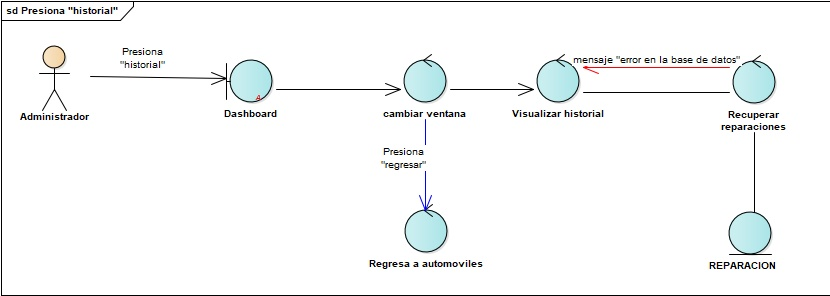 sd Presiona "historial"
Presiona
"historial"
mensaje "error en la base de datos"
Administrador
Dashboard
cambiar ventana
Visualizar historial
Recuperar
reparaciones
Presiona
"regresar"
Regresa a automoviles
REPARACION